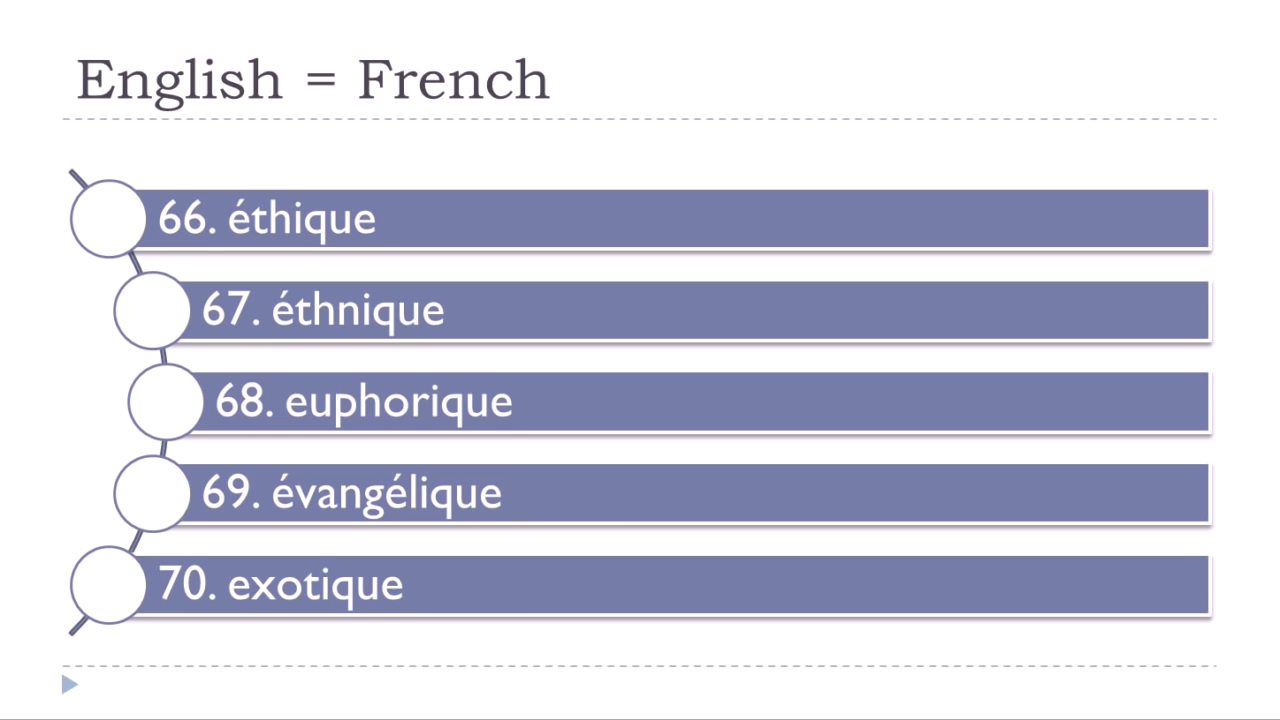 English = French
66. éthique
67. éthnique
68. euphorique
69. évangélique
70. exotique